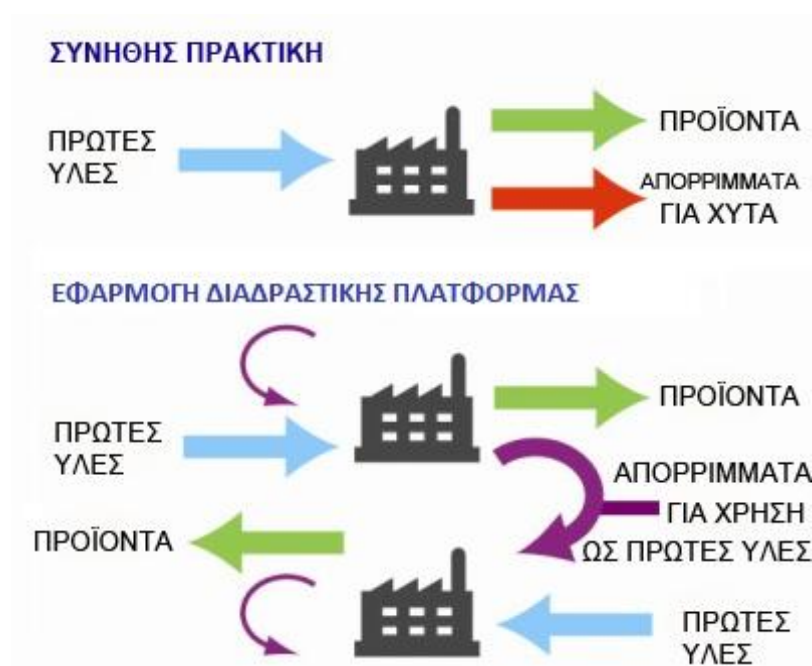 ΣΥΝΗΘΗΣ ΠΡΑΚΤΙΚΗ
ΠΡΩΤΕΣ
ΥΛΕΣ
ΠΡΟΪΟΝΤΑ
ΑΠΟΡΡΙΜΜΑΤΑ
ΓΙΑ ΧΥΤΑ
ΕΦΑΡΜΟΓΗ ΔΙΑΔΡΑΣΤΙΚΗΣ ΠΛΑΤΦΟΡΜΑΣ
ΠΡΩΤΕΣ
ΥΛΕΣ
ΠΡΟΪΟΝΤΑ
ΑΠΟΡΡΙΜΜΑΤΑ
ΓΙΑ ΧΡΗΣΗ
ΩΣ ΠΡΩΤΕΣ ΥΛΕΣ
ΠΡΟΪΟΝΤΑ
ΠΡΩΤΕΣ
ΥΛΕΣ